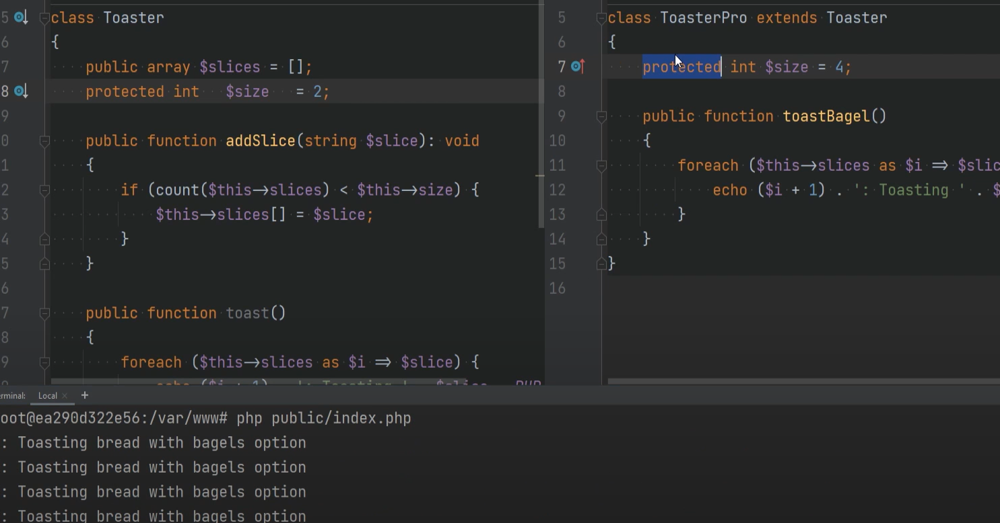 5 class Toaster
6 {
7 public array $slices = [];
8 protected int $size = 2;
9
0 public function addSlice(string $slice): void
1 {
2 if (count($this→slices) < $this→size) {
3 $this→slices[] = $slice;
4 }
5 }
6
7 public function toast()
8 {
9 foreach ($this→slices as $i ⇒ $slice) {
5 class ToasterPro extends Toaster
6 {
7 protected int $size = 4;
8
9 public function toastBagel()
10 {
11 foreach ($this→slices as $i ⇒ $slic
12 echo ($i + 1) . ': Toasting ' . $
13 }
14 }
15 }
16
erminal: Local × +
oot@ea290d322e56:/var/www# php public/index.php
: Toasting bread with bagels option
: Toasting bread with bagels option
: Toasting bread with bagels option
: Toasting bread with bagels option